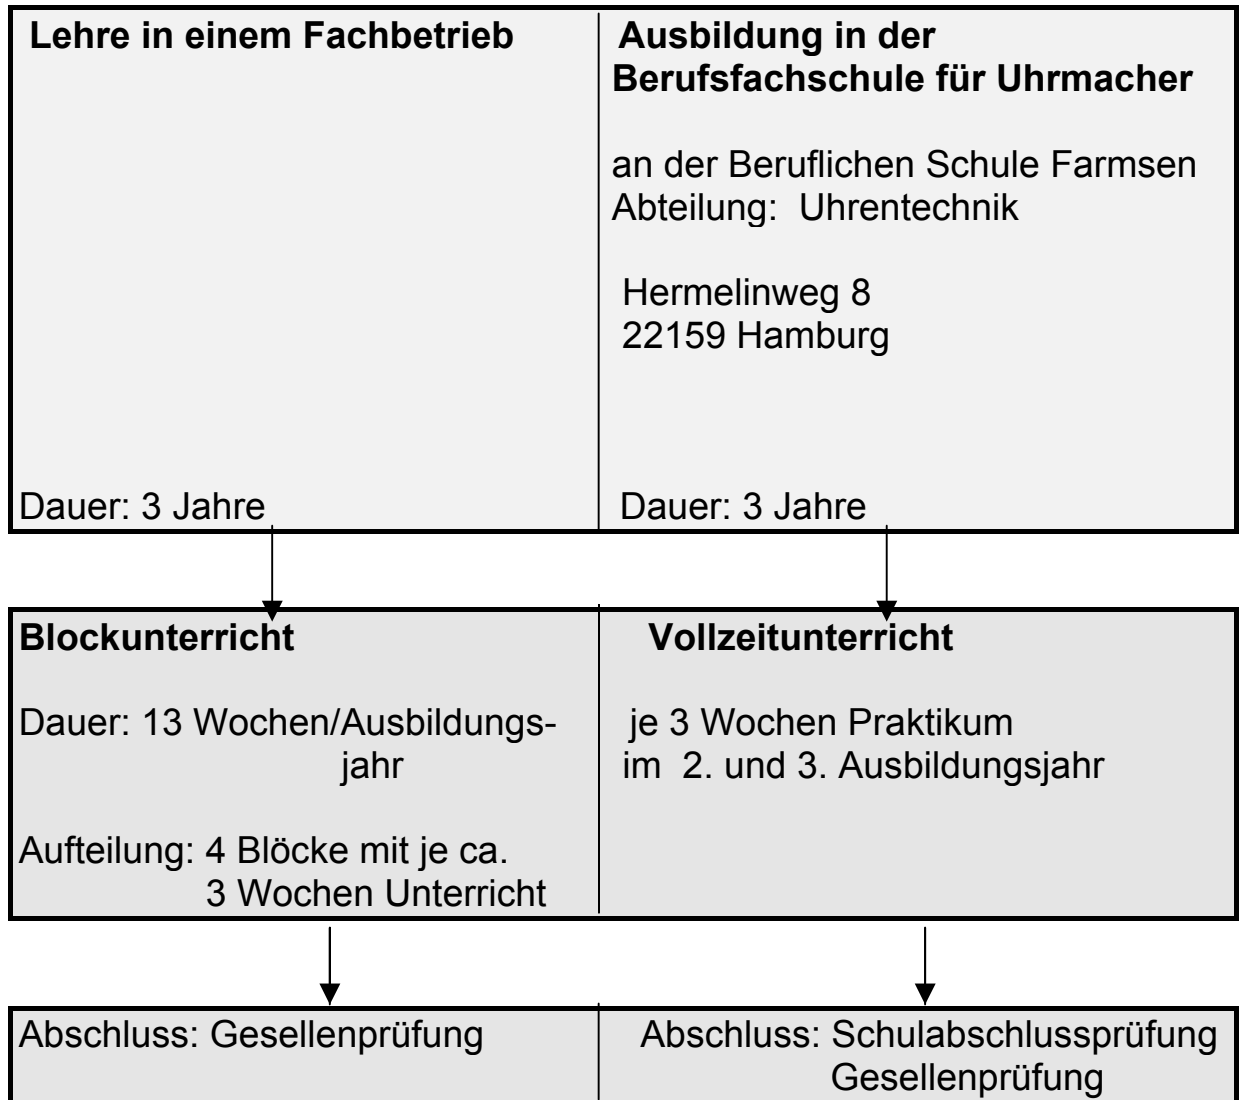 Lehre in einem Fachbetrieb
Dauer: 3 Jahre
Ausbildung in der
Berufsfachschule für Uhrmacher
an der Beruflichen Schule Farmsen
Abteilung: Uhrentechnik
Hermelinweg 8
22159 Hamburg
Dauer: 3 Jahre
Blockunterricht
Dauer: 13 Wochen/Ausbildungs-
jahr
Aufteilung: 4 Blöcke mit je ca.
3 Wochen Unterricht
Vollzeitunterricht
je 3 Wochen Praktikum
im 2. und 3. Ausbildungsjahr
Abschluss: Gesellenprüfung
Abschluss: Schulabschlussprüfung
Gesellenprüfung